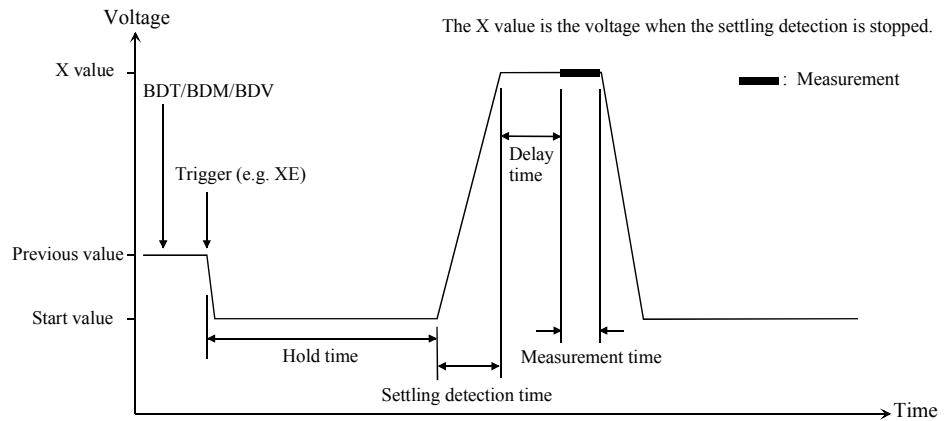 Voltage
The X value is the voltage when the settling detection is stopped.
X value
: Measurement
BDT/BDM/BDV
Delay
time
Trigger (e.g. XE)
Previous value
Start value
Hold time
Measurement time
Settling detection time
Time